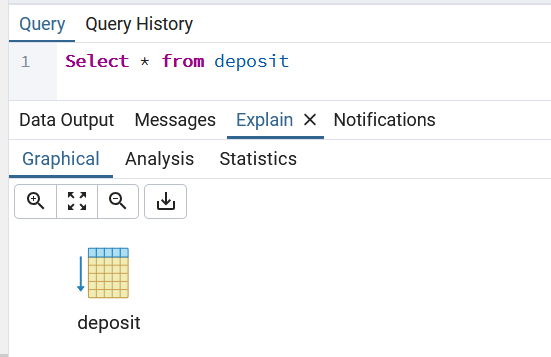 Query Query History
1 Select * from deposit
Data Output Messages Explain × Notifications
Graphical Analysis Statistics
deposit